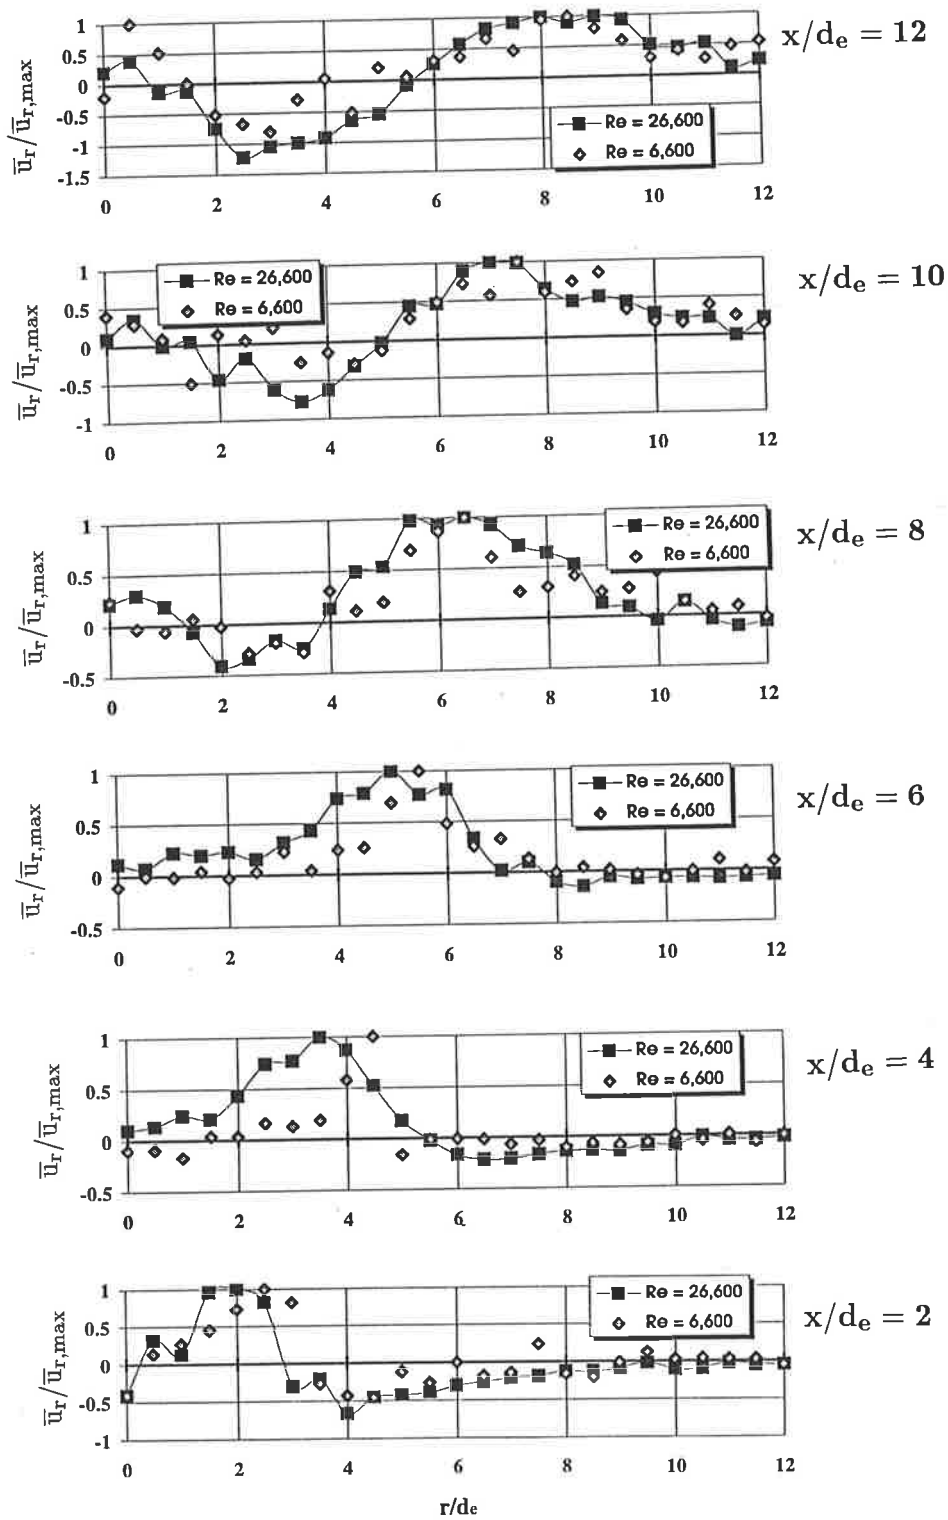 x/de = 12
1
0.5
0
-0.5
-1
-1.5
ūr/ūr,max
Re = 26,600
Re = 6,600
0 2 4 6 8 10 12
x/de = 10
1
0.5
0
-0.5
-1
ūr/ūr,max
Re = 26,600
Re = 6,600
0 2 4 6 8 10 12
x/de = 8
1
0.5
0
-0.5
ūr/ūr,max
Re = 26,600
Re = 6,600
0 2 4 6 8 10 12
x/de = 6
1
0.5
0
-0.5
ūr/ūr,max
Re = 26,600
Re = 6,600
0 2 4 6 8 10 12
x/de = 4
1
0.5
0
-0.5
ūr/ūr,max
Re = 26,600
Re = 6,600
0 2 4 6 8 10 12
x/de = 2
1
0.5
0
-0.5
-1
ūr/ūr,max
Re = 26,600
Re = 6,600
0 2 4 6 8 10 12
r/de